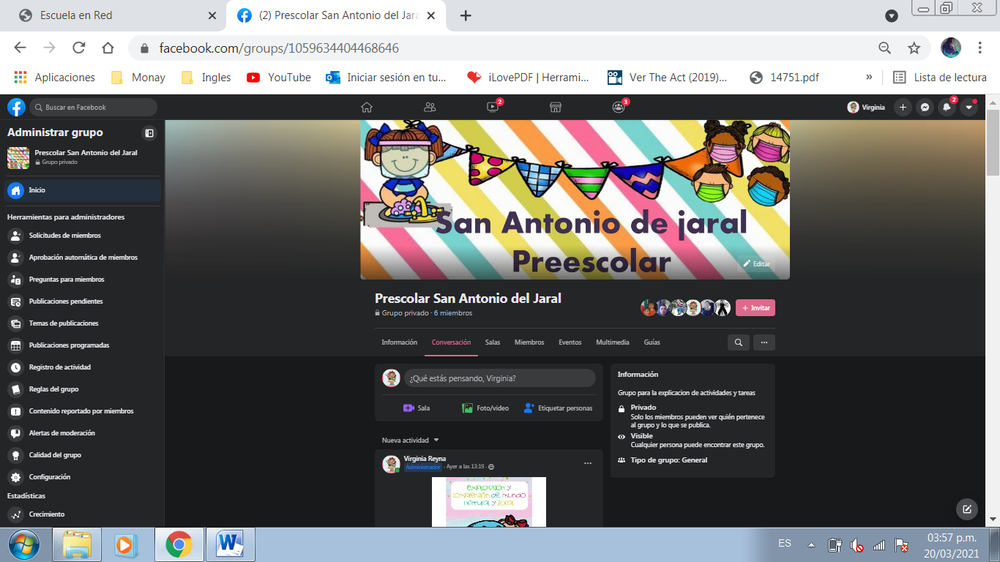 Escuela en Red
(2) Prescolar San Antonio del Jara
facebook.com/groups/1059634404468646
Aplicaciones
Monay
Ingles
YouTube
Iniciar sesión en tu...
iLovePDF | Herrami...
Ver The Act (2019)...
14751.pdf
»
Lista de lectura
Buscar en Facebook
2
3
Virginia
2
Administrar grupo
Prescolar San Antonio del Jaral
Grupo privado
Inicio
Herramientas para administradores
Solicitudes de miembros
Aprobación automática de miembros
Preguntas para miembros
Publicaciones pendientes
Temas de publicaciones
Publicaciones programadas
Registro de actividad
Reglas del grupo
Contenido reportado por miembros
Alertas de moderación
Calidad del grupo
Configuración
Estadísticas
Crecimiento
San Antonio de jaral
Preescolar
Editar
Prescolar San Antonio del Jaral
Grupo privado · 6 miembros
+ Invitar
Información
Conversación
Salas
Miembros
Eventos
Multimedia
Guías
¿Qué estás pensando, Virginia?
Sala
Foto/video
Etiquetar personas
Nueva actividad
Virginia Reyna
Administrador · Ayer a las 13:19 ·
exploración y
comprensión de mundo
natural y social
Información
Grupo para la explicacion de actividades y tareas
Privado
Solo los miembros pueden ver quién pertenece
al grupo y lo que se publica.
Visible
Cualquier persona puede encontrar este grupo.
Tipo de grupo: General
ES
03:57 p.m.
20/03/2021